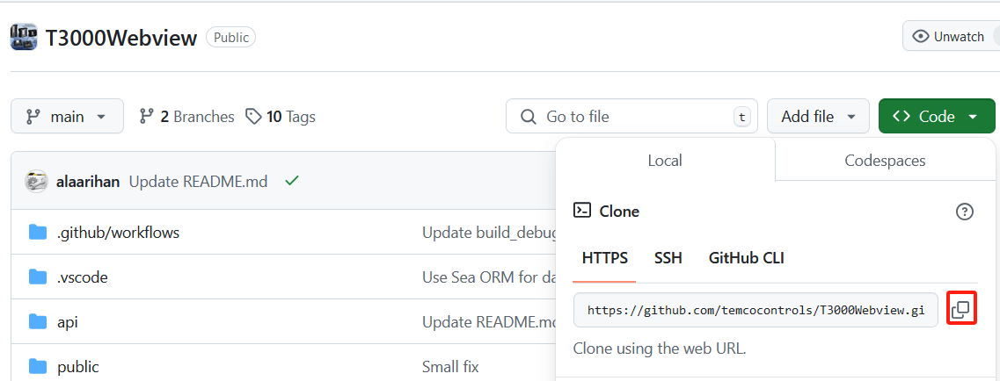 T3000Webview Public Unwatch
main 2 Branches 10 Tags Go to file t Add file Code
Local Codespaces
alaarihan Update README.md
Clone
.github/workflows Update build_debug
HTTPS SSH GitHub CLI
.vscode Use Sea ORM for da
https://github.com/temcocontrols/T3000Webview.gi
api Update README.md
Clone using the web URL.
public Small fix